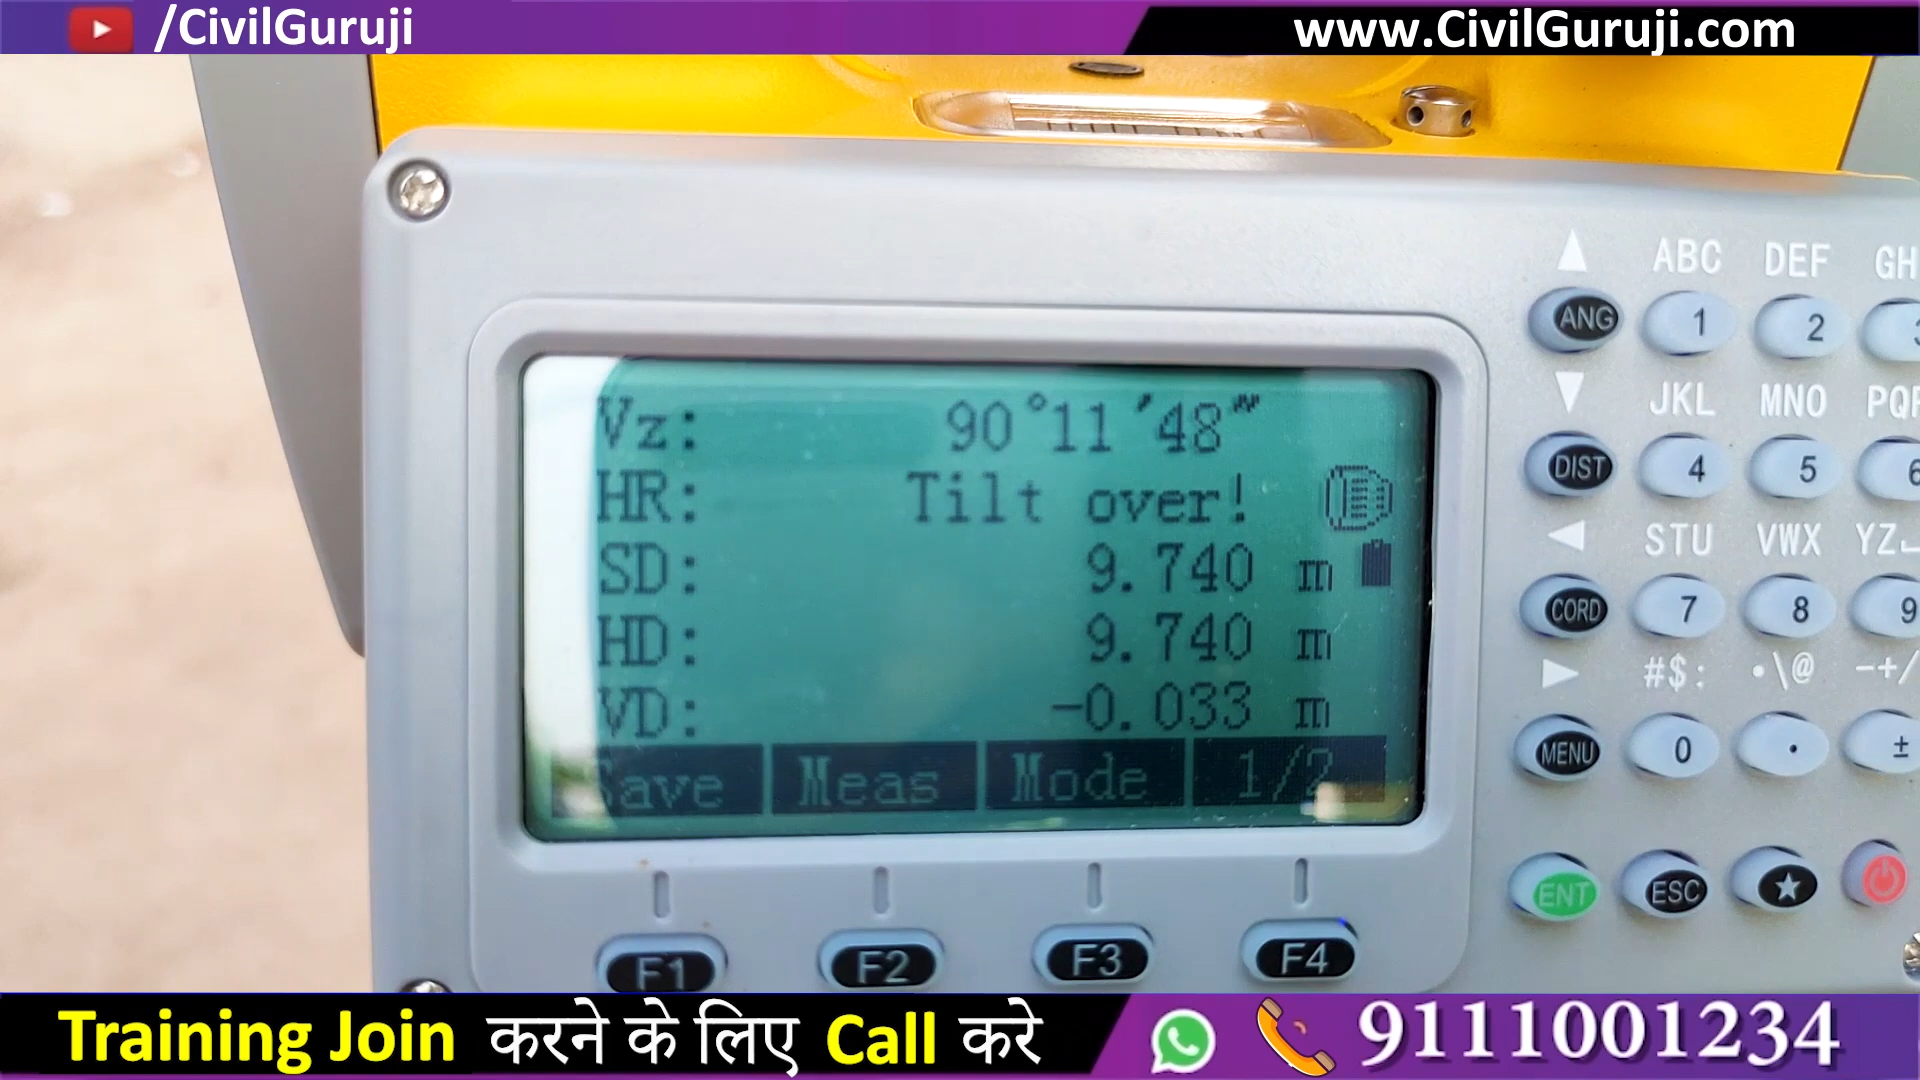 /CivilGuruji
www.CivilGuruji.com
Vz: 90°11′48″
HR: Tilt over!
SD: 9.740 m
HD: 9.740 m
VD: -0.033 m
Save Meas Mode 1/2
F1 F2 F3 F4
ABC DEF GH
ANG 1 2 3
JKL MNO PQR
DIST 4 5 6
STU VWX YZ
CORD 7 8 9
#$: •\@ -+/
MENU 0 . ±
ENT ESC ★
Training Join करने के लिए Call करे
9111001234